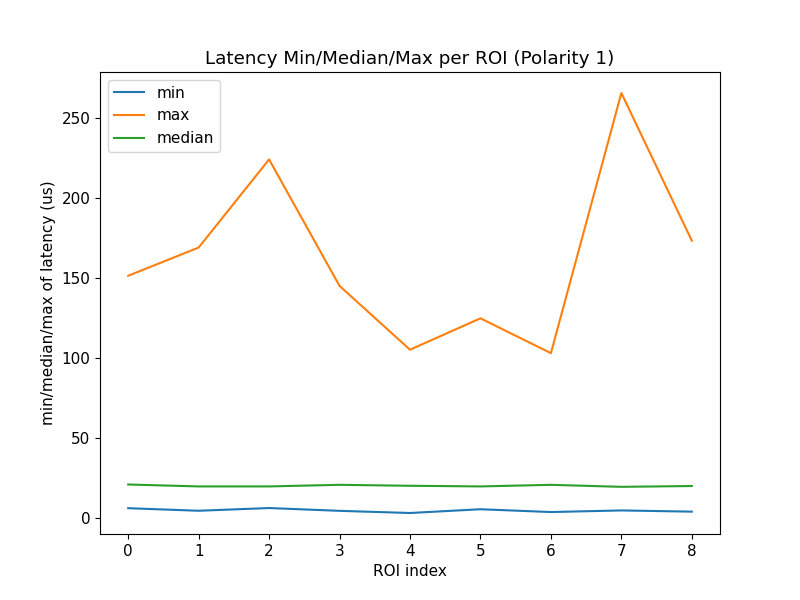 Latency Min/Median/Max per ROI (Polarity 1)
min
max
median
min/median/max of latency (us)
250
200
150
100
50
0
0 1 2 3 4 5 6 7 8
ROI index